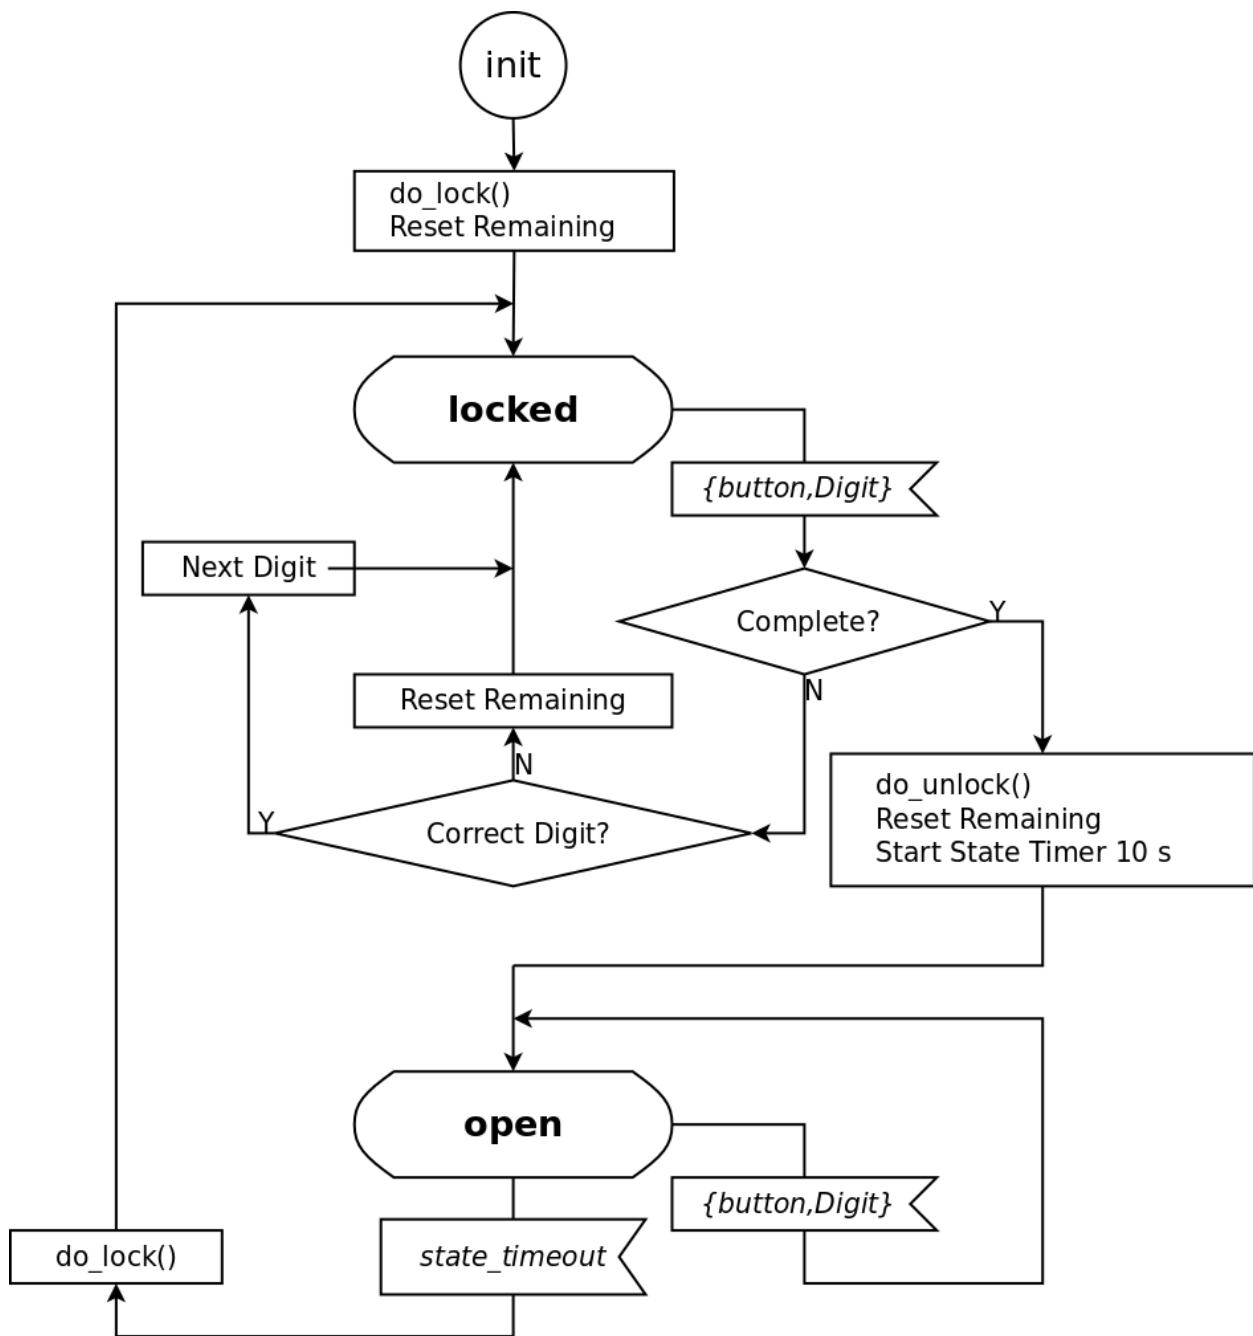 init
do_lock()
Reset Remaining
locked
{button,Digit}
Next Digit
Complete?
Y
N
Reset Remaining
N
Y
Correct Digit?
do_unlock()
Reset Remaining
Start State Timer 10 s
open
{button,Digit}
state_timeout
do_lock()